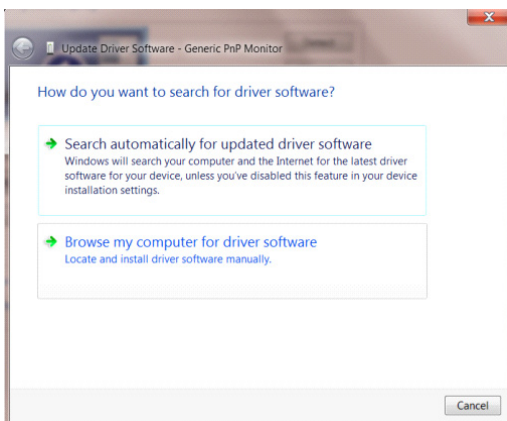 Update Driver Software - Generic PnP Monitor
How do you want to search for driver software?
Search automatically for updated driver software
Windows will search your computer and the Internet for the latest driver
software for your device, unless you've disabled this feature in your device
installation settings.
Browse my computer for driver software
Locate and install driver software manually.
Cancel